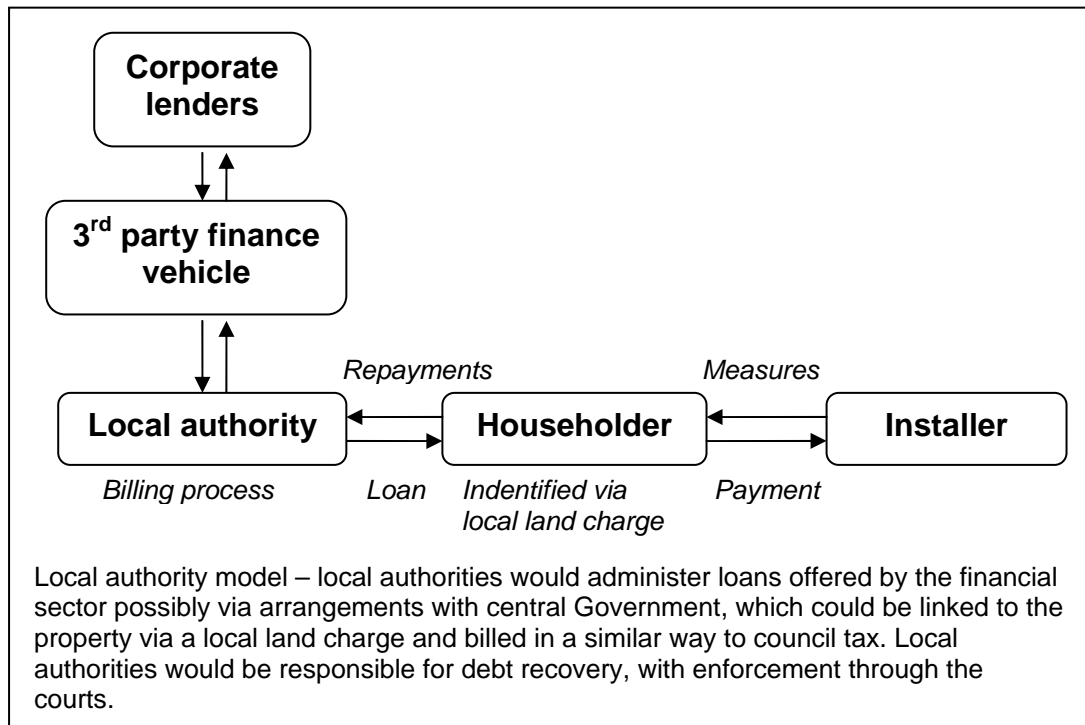 Corporate
lenders
3rd party finance
vehicle
Repayments
Measures
Local authority
Householder
Installer
Billing process
Loan
Indentified via
local land charge
Payment
Local authority model – local authorities would administer loans offered by the financial
sector possibly via arrangements with central Government, which could be linked to the
property via a local land charge and billed in a similar way to council tax. Local
authorities would be responsible for debt recovery, with enforcement through the
courts.